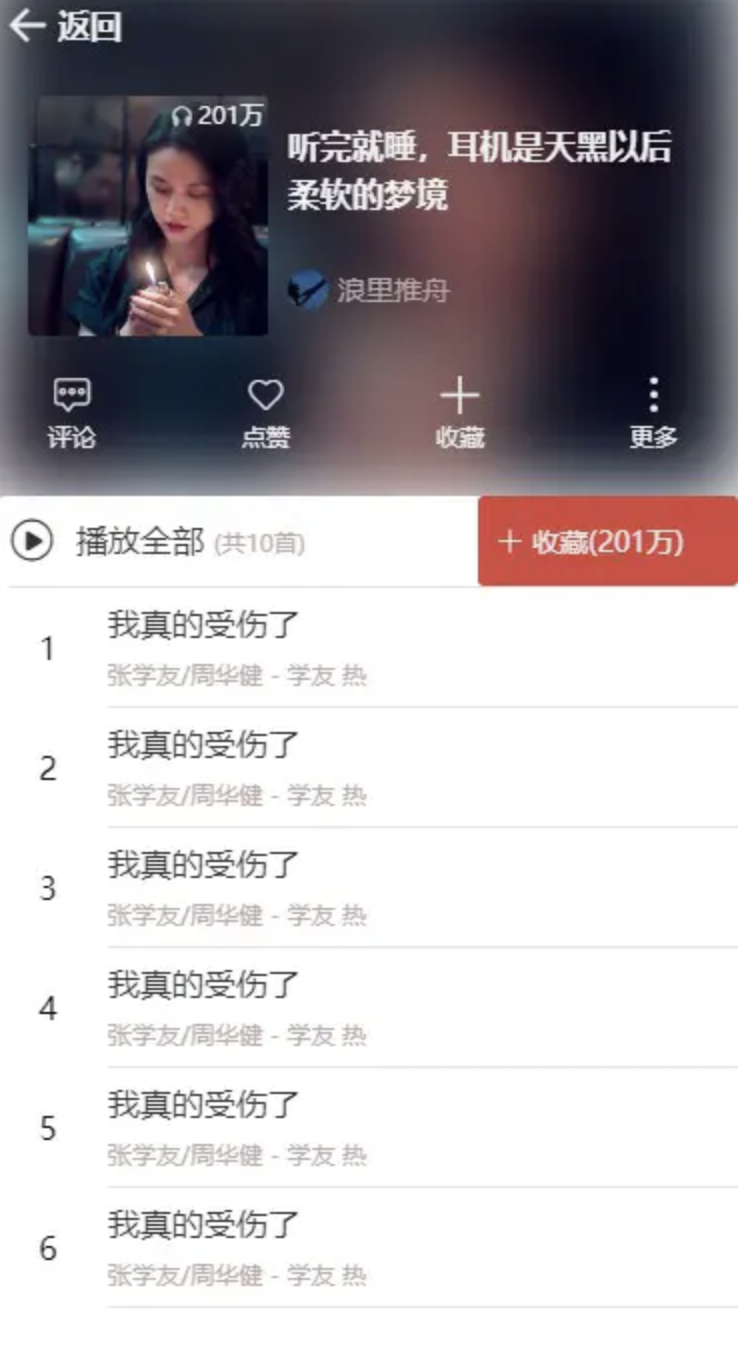 返回
201万
听完就睡，耳机是天黑以后
柔软的梦境
浪里推舟
评论 点赞 收藏 更多
播放全部 (共10首) + 收藏(201万)
1 我真的受伤了
张学友/周华健 - 学友 热
2 我真的受伤了
张学友/周华健 - 学友 热
3 我真的受伤了
张学友/周华健 - 学友 热
4 我真的受伤了
张学友/周华健 - 学友 热
5 我真的受伤了
张学友/周华健 - 学友 热
6 我真的受伤了
张学友/周华健 - 学友 热